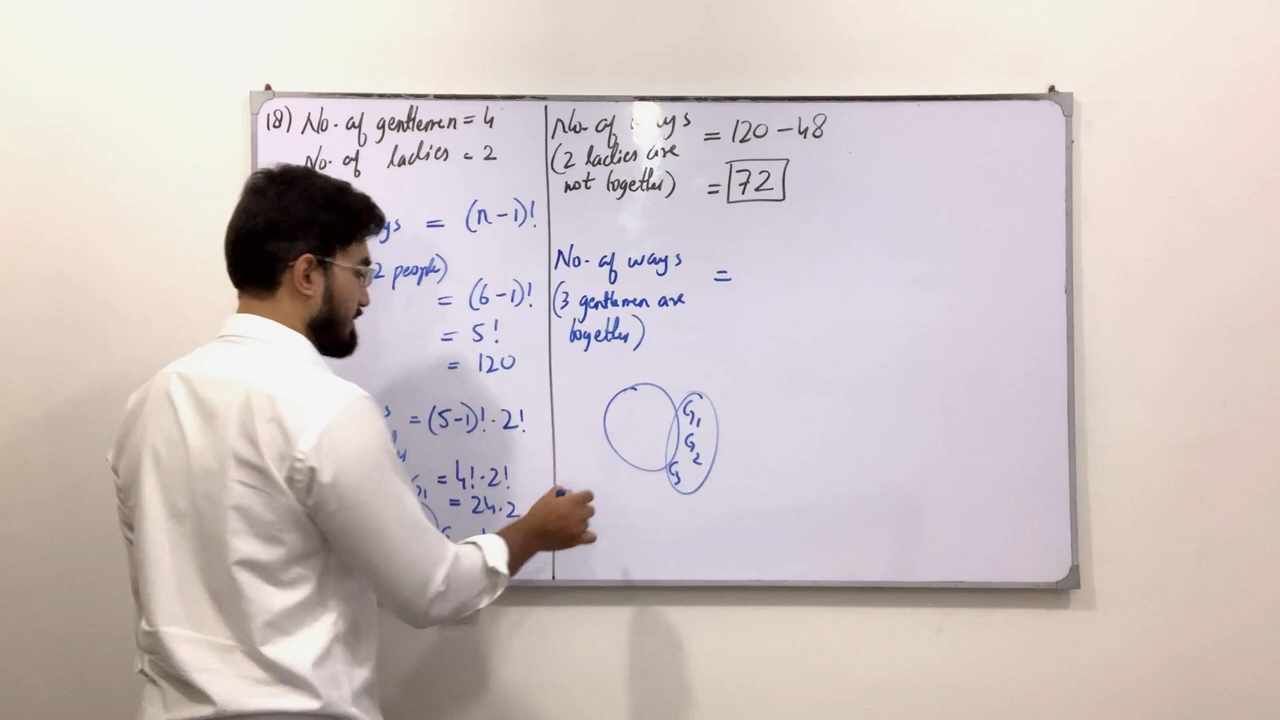 18) No. of gentlemen = 4
No. of ladies = 2
ys = (n-1)!
2 people)
= (6-1)!
= 5!
= 120
s = (5-1)! · 2!
= 4! · 2!
= 24 · 2
No. of ys = 120 - 48
(2 ladies are
not together) = 72
No. of ways =
(3 gentlemen are
together)
G1
G2
G3